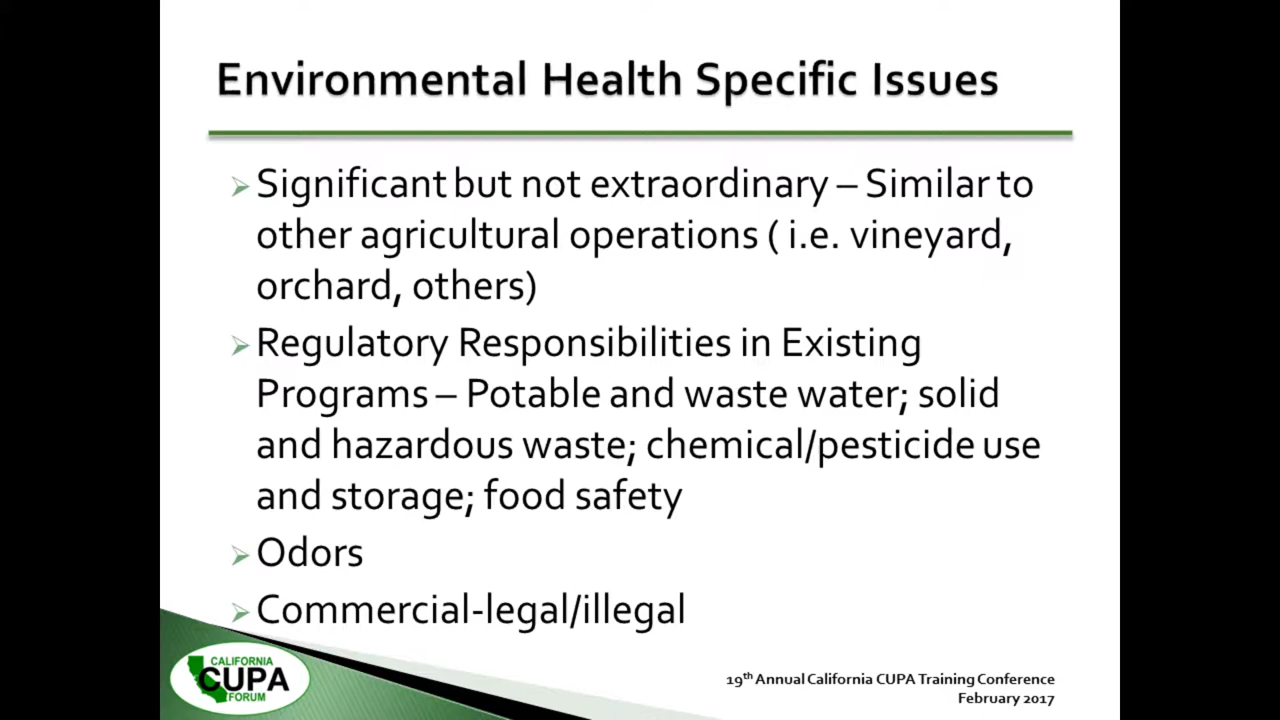 Environmental Health Specific Issues
Significant but not extraordinary – Similar to
other agricultural operations ( i.e. vineyard,
orchard, others)
Regulatory Responsibilities in Existing
Programs – Potable and waste water; solid
and hazardous waste; chemical/pesticide use
and storage; food safety
Odors
Commercial-legal/illegal
CALIFORNIA
CUPA
FORUM
19th Annual California CUPA Training Conference
February 2017